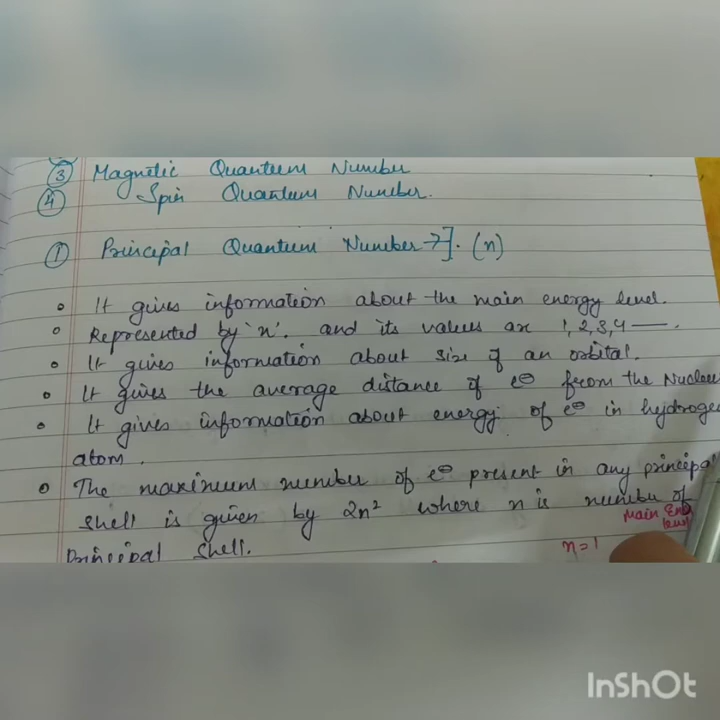 ③ Magnetic Quantum Number
④ Spin Quantum Number.
① Principal Quantum Number →]. (n)
• It gives information about the main energy level.
• Represented by 'n'. and its values are 1, 2, 3, 4 —.
• It gives information about size of an orbital.
• It gives the average distance of e⊖ from the Nucleu
• It gives information about energy of e⊖ in hydroge
atom.
• The maximum number of e⊖ present in any principal
shell is given by 2n² where n is number of
Principal shell.
Main En
level
n=1
InShOt